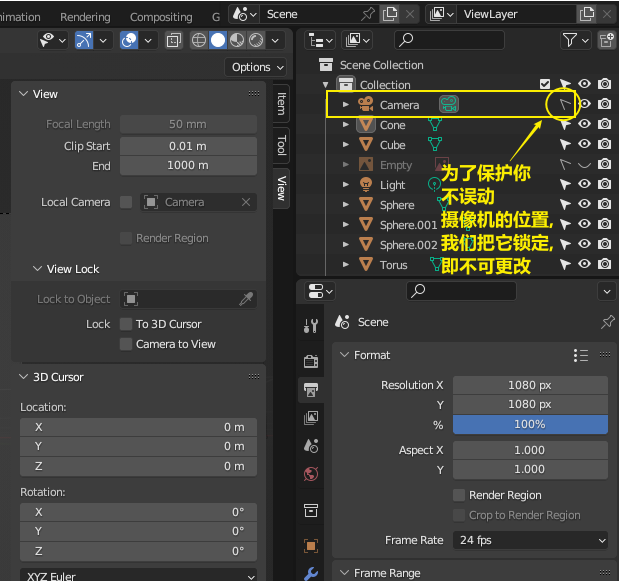 nimation Rendering Compositing G Scene ViewLayer
Options
View
Focal Length 50 mm
Clip Start 0.01 m
End 1000 m
Local Camera Camera
Render Region
View Lock
Lock to Object
Lock To 3D Cursor
Camera to View
3D Cursor
Location:
X 0 m
Y 0 m
Z 0 m
Rotation:
X 0°
Y 0°
Z 0°
XYZ Euler
Item
Tool
View
Scene Collection
Collection
Camera
Cone
Cube
Empty
Light
Sphere
Sphere.001
Sphere.002
Torus
为了保护你
不误动
摄像机的位置,
我们把它锁定,
即不可更改
Scene
Format
Resolution X 1080 px
Y 1080 px
% 100%
Aspect X 1.000
Y 1.000
Render Region
Crop to Render Region
Frame Rate 24 fps
Frame Range